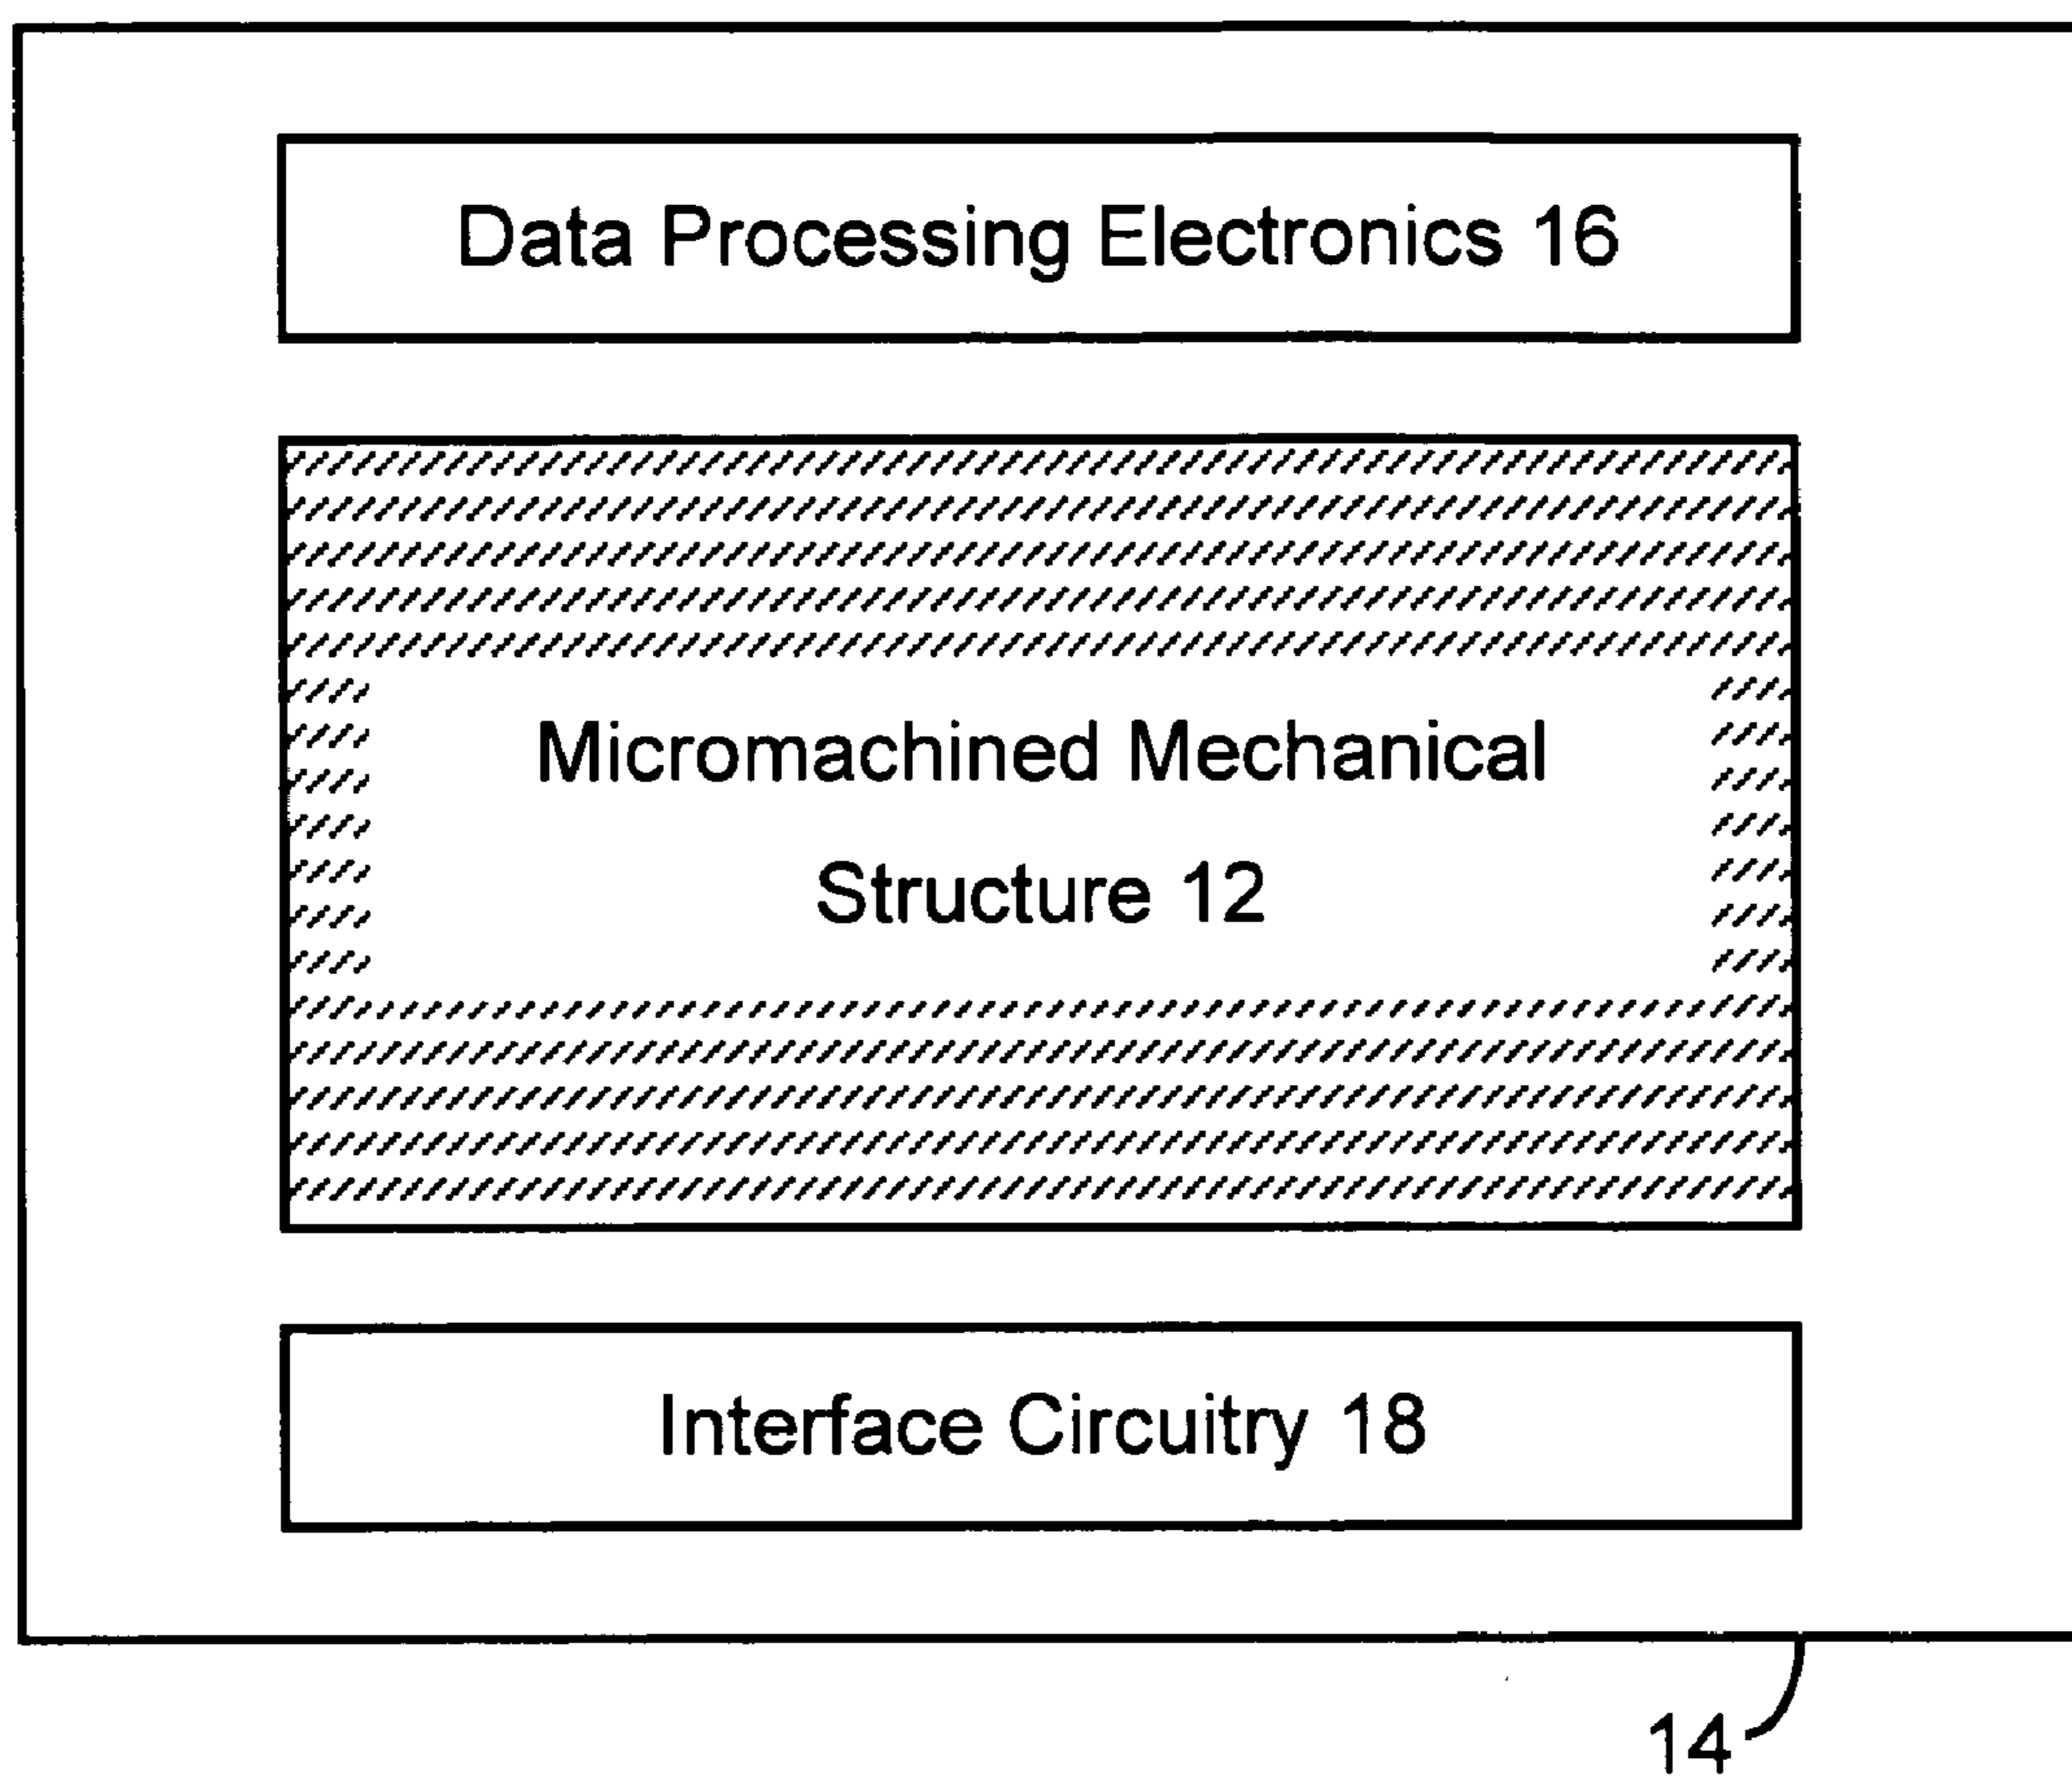 Data Processing Electronics 16
Micromachined Mechanical
Structure 12
Interface Circuitry 18
14